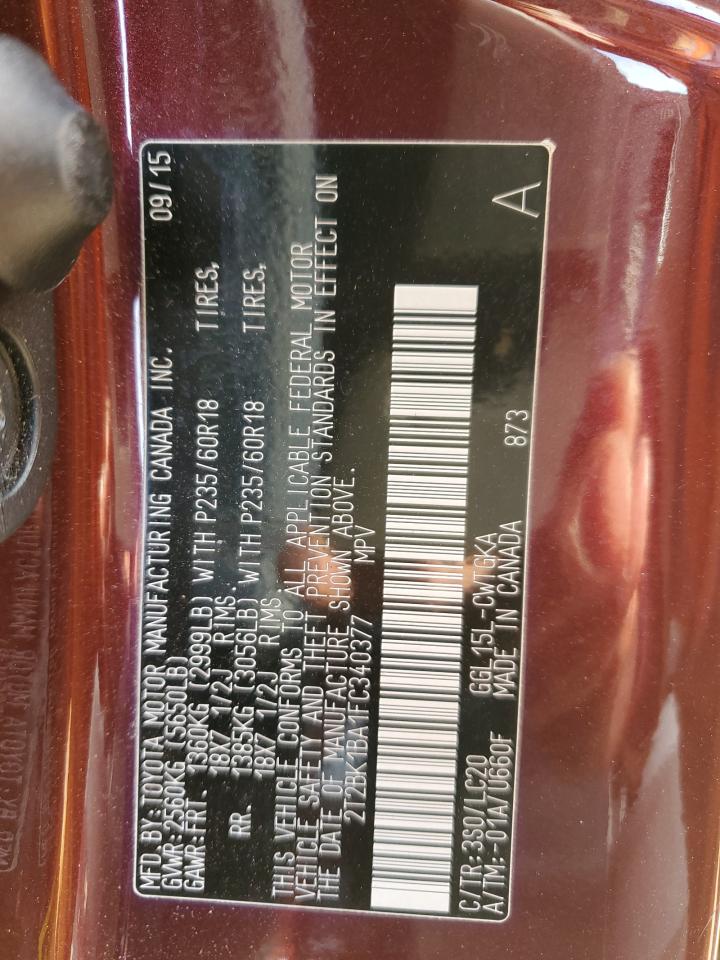 MFD BY:TOYOTA MOTOR MANUFACTURING CANADA INC. 09/15
GVWR:2560KG (5650LB)
GAWR:FRT. 1360KG (2999LB) WITH P235/60R18 TIRES,
18X7 1/2J RIMS.
RR. 1385KG (3056LB) WITH P235/60R18 TIRES,
18X7 1/2J RIMS.
THIS VEHICLE CONFORMS TO ALL APPLICABLE FEDERAL MOTOR
VEHICLE SAFETY AND THEFT PREVENTION STANDARDS IN EFFECT ON
THE DATE OF MANUFACTURE SHOWN ABOVE.
2T2BK1BA1FC340377 MPV
A
C/TR:3S0/LC20 GGL15L-CWTGKA 873
A/TM:-01A/U660F MADE IN CANADA